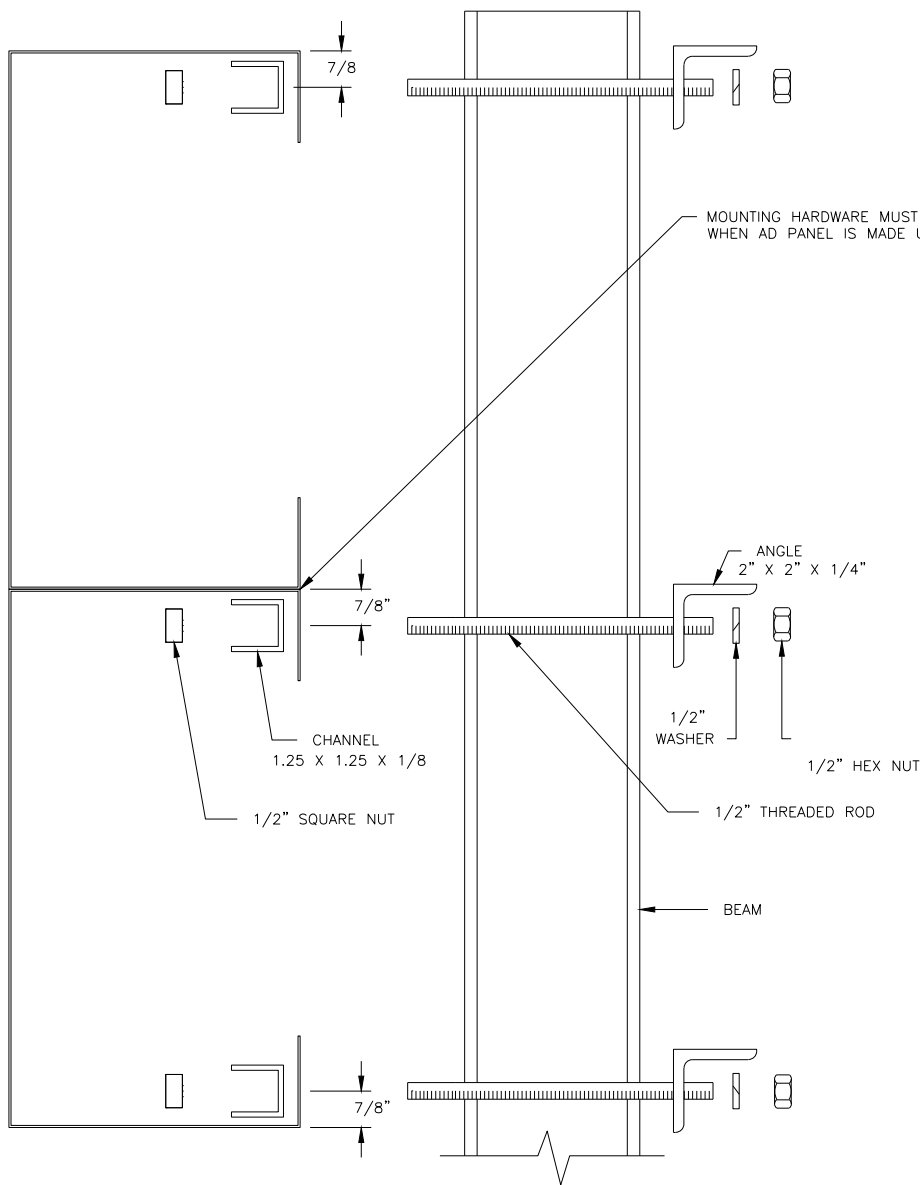 7/8
MOUNTING HARDWARE MUST
WHEN AD PANEL IS MADE
ANGLE
2” X 2” X 1/4”
7/8”
1/2”
WASHER
CHANNEL
1.25 X 1.25 X 1/8
1/2” HEX NUT
1/2” SQUARE NUT
1/2” THREADED ROD
BEAM
7/8”